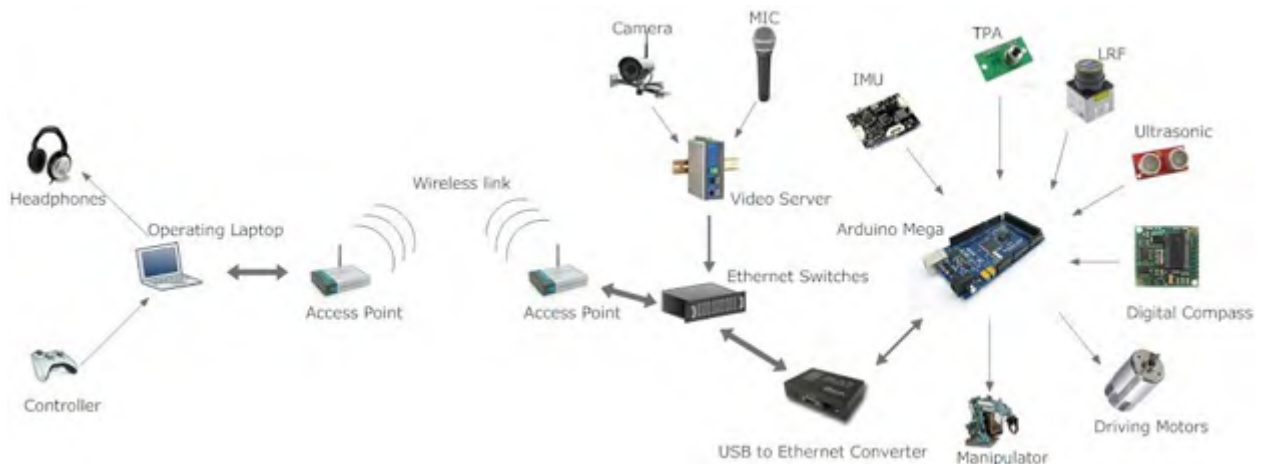 Camera
MIC
TPA
LRF
IMU
Ultrasonic
Headphones
Wireless link
Operating Laptop
Video Server
Arduino Mega
Ethernet Switches
Access Point
Access Point
Digital Compass
Controller
Driving Motors
USB to Ethernet Converter
Manipulator